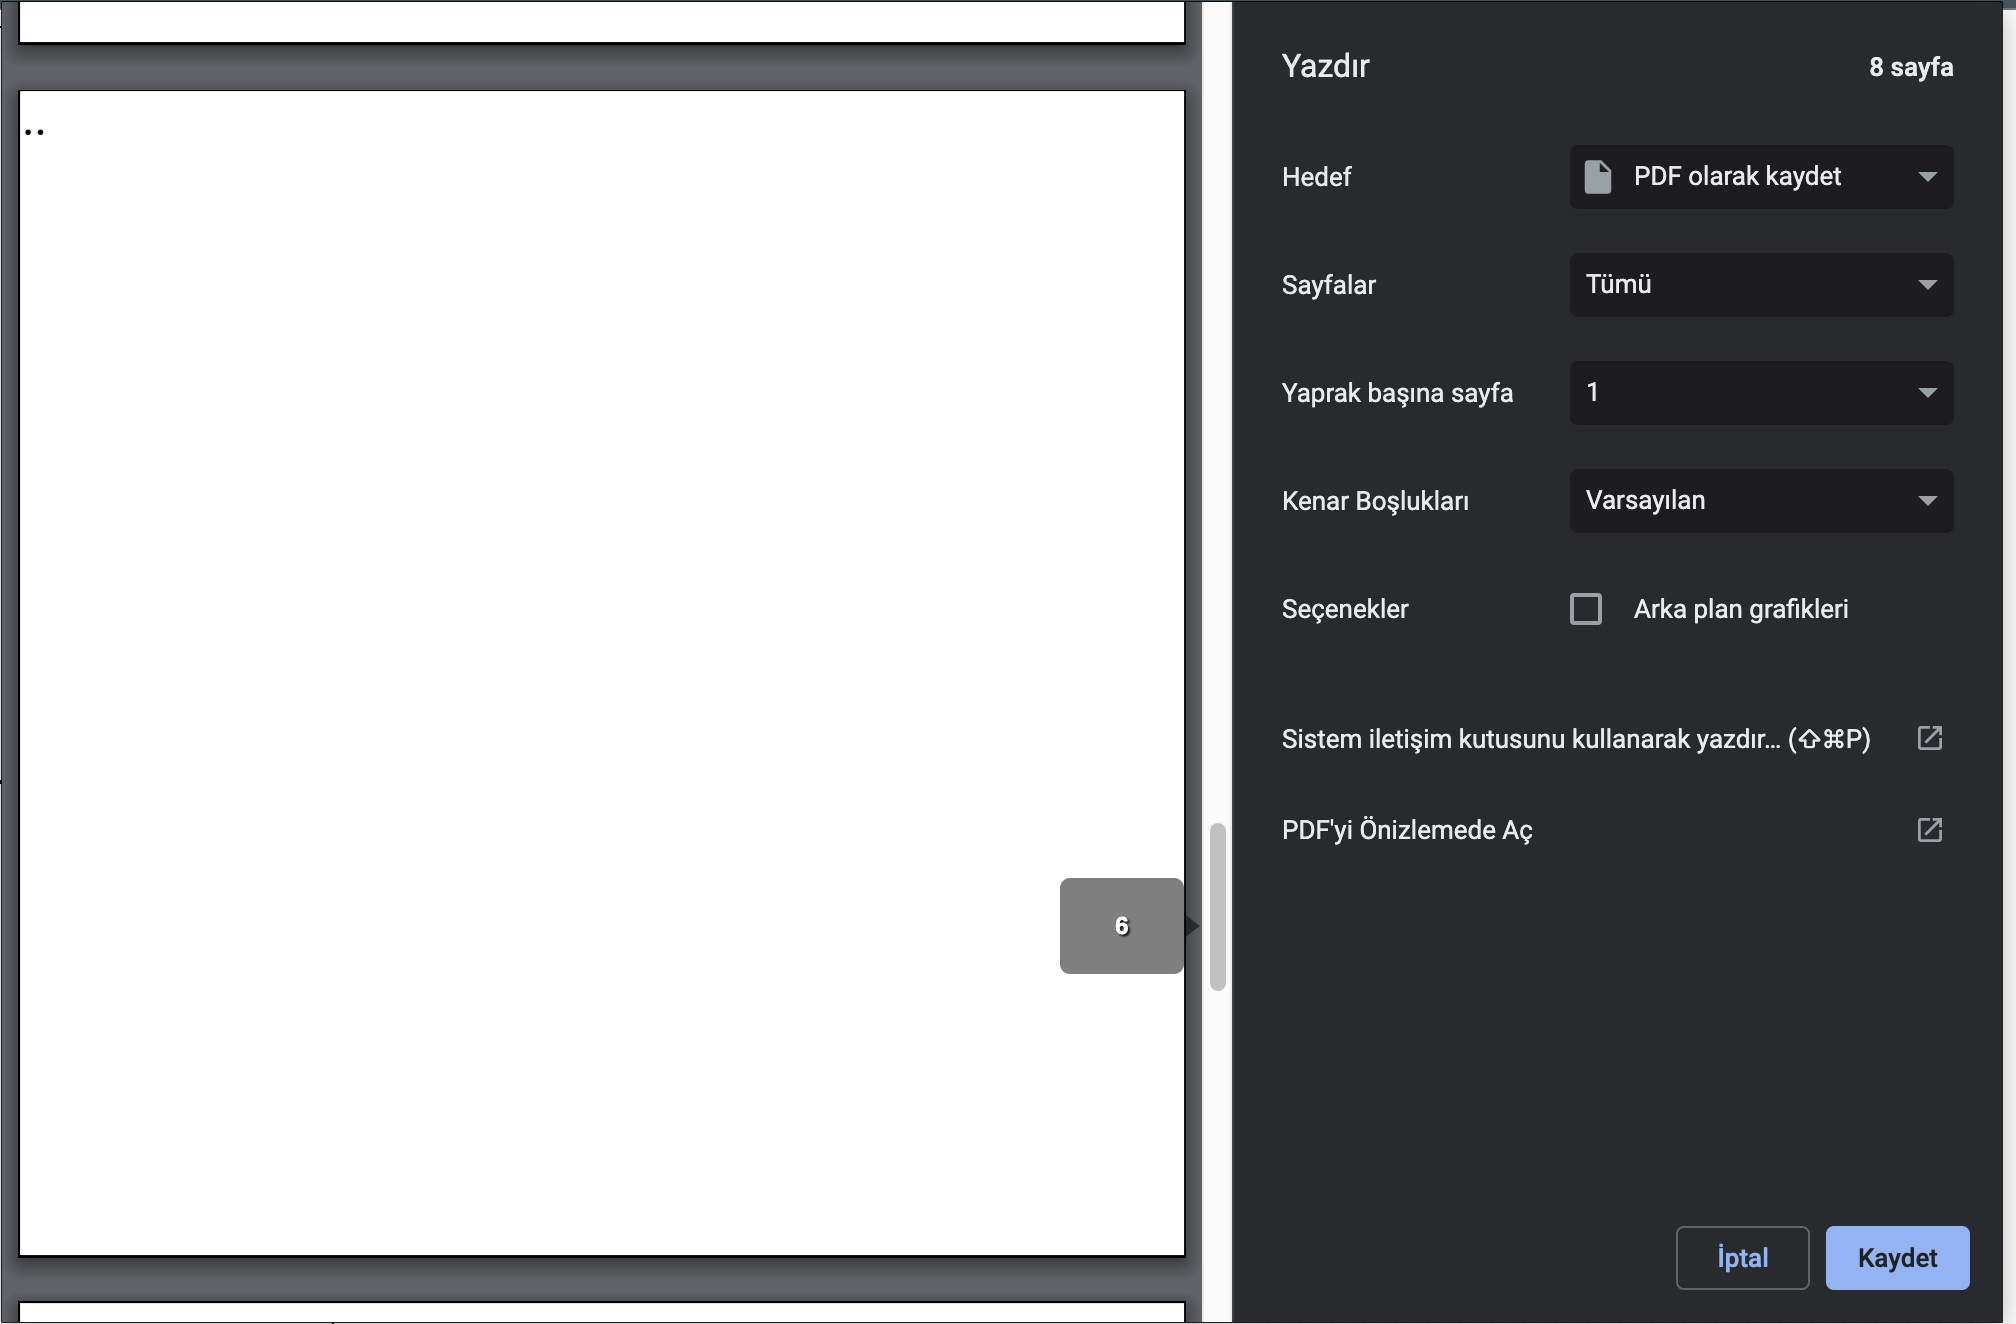 ..
6
Yazdır
8 sayfa
Hedef
PDF olarak kaydet
Sayfalar
Tümü
Yaprak başına sayfa
1
Kenar Boşlukları
Varsayılan
Seçenekler
Arka plan grafikleri
Sistem iletişim kutusunu kullanarak yazdır... (⇧⌘P)
PDF'yi Önizlemede Aç
İptal
Kaydet